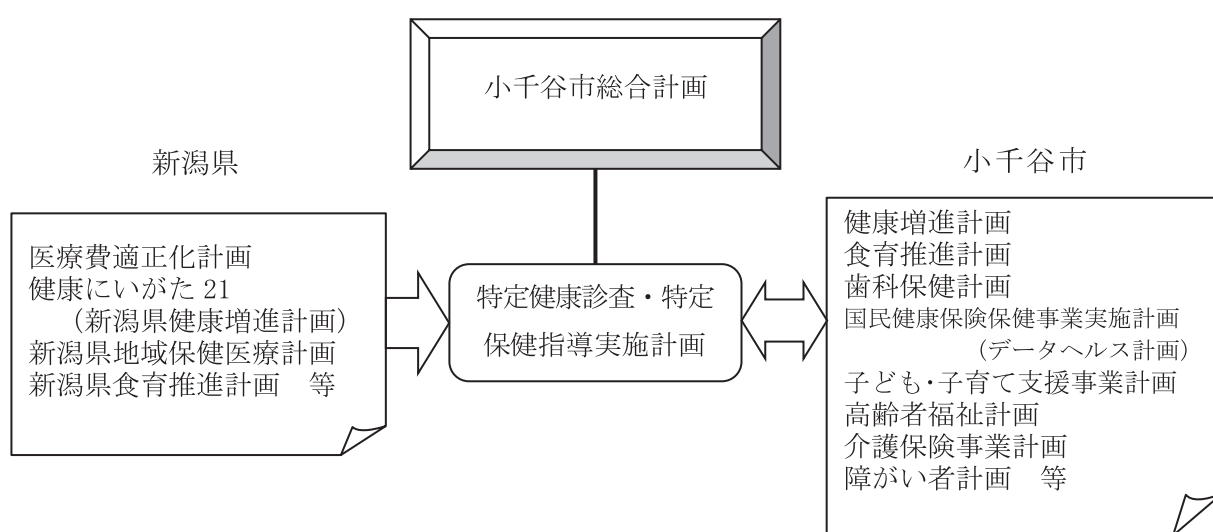 小千谷市総合計画
新潟県
医療費適正化計画
健康にいがた 21
（新潟県健康増進計画）
新潟県地域保健医療計画
新潟県食育推進計画　等
特定健康診査・特定
保健指導実施計画
小千谷市
健康増進計画
食育推進計画
歯科保健計画
国民健康保険保健事業実施計画
（データヘルス計画）
子ども・子育て支援事業計画
高齢者福祉計画
介護保険事業計画
障がい者計画　等